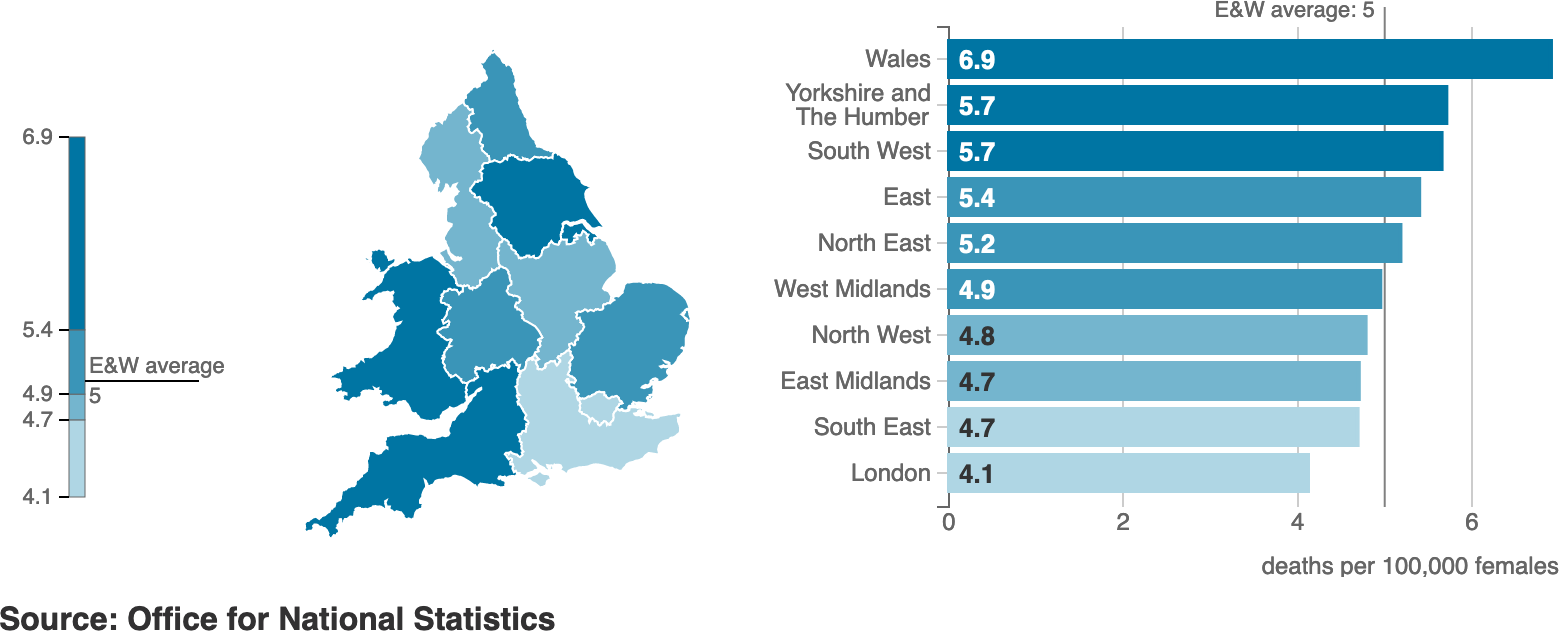 6.9
5.4
E&W average
4.9
5
4.7
4.1
E&W average: 5
Wales
6.9
Yorkshire and
The Humber
5.7
South West
5.7
East
5.4
North East
5.2
West Midlands
4.9
North West
4.8
East Midlands
4.7
South East
4.7
London
4.1
0 2 4 6
deaths per 100,000 females
Source: Office for National Statistics